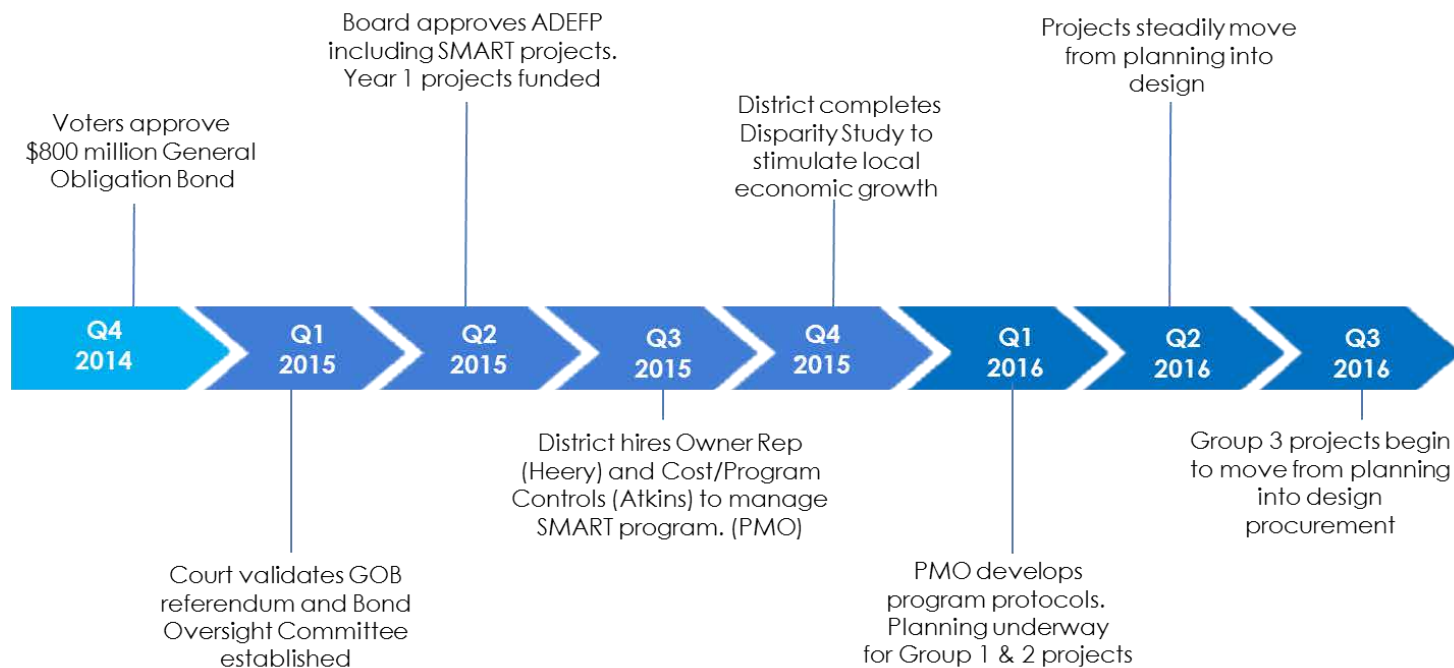 Voters approve
$800 million General
Obligation Bond
Board approves ADEFP
including SMART projects.
Year 1 projects funded
District completes
Disparity Study to
stimulate local
economic growth
Projects steadily move
from planning into
design
Q4
2014
Q1
2015
Q2
2015
Q3
2015
Q4
2015
Q1
2016
Q2
2016
Q3
2016
Court validates GOB
referendum and Bond
Oversight Committee
established
District hires Owner Rep
(Heery) and Cost/Program
Controls (Atkins) to manage
SMART program. (PMO)
PMO develops
program protocols.
Planning underway
for Group 1 & 2 projects
Group 3 projects begin
to move from planning
into design
procurement